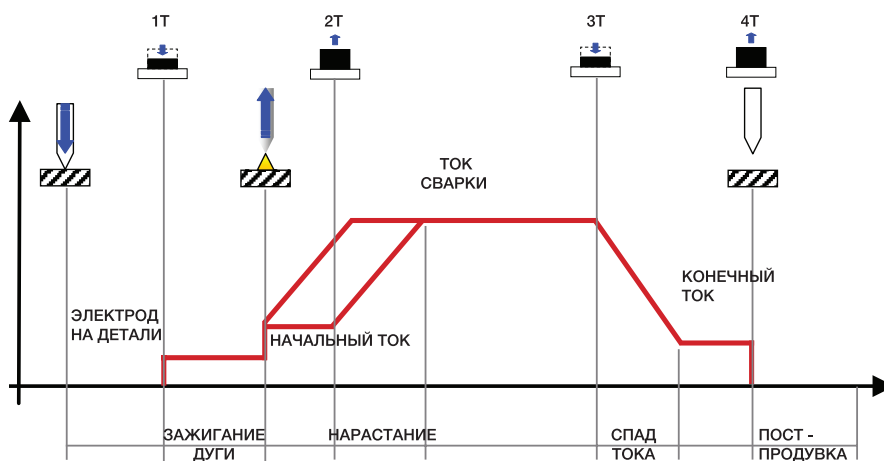 1T
2T
3T
4T
ТОК
СВАРКИ
КОНЕЧНЫЙ
ТОК
ЭЛЕКТРОД
НА ДЕТАЛИ
НАЧАЛЬНЫЙ ТОК
ЗАЖИГАНИЕ
ДУГИ
НАРАСТАНИЕ
СПАД
ТОКА
ПОСТ -
ПРОДУВКА